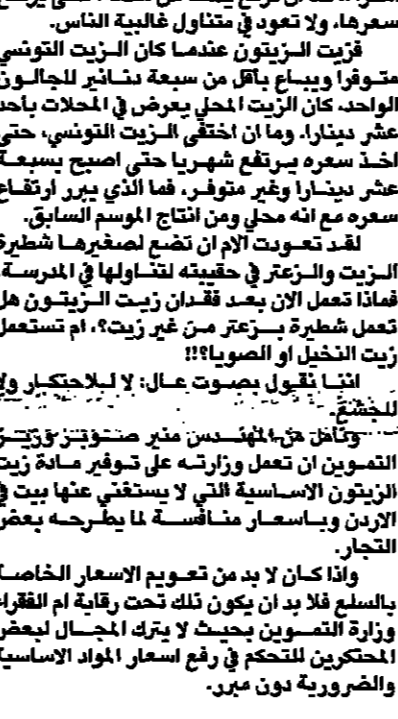 سعرها، ولا تعود في متناول غالبية الناس.
فزيت الزيتون عندما كان الزيت التونسي
متوفرا ويباع بأقل من سبعة دنانير للجالون
الواحد، كان الزيت المحلي يعرض في المحلات بأحد
عشر دينارا. وما ان اختفى الزيت التونسي، حتى
اخذ سعره يرتفع شهريا حتى اصبح بسبعة
عشر دينارا وغير متوفر، فما الذي يبرر ارتفاع
سعره مع انه محلي ومن انتاج الموسم السابق.
لقد تعودت الام ان تضع لصغيرها شطيرة
الزيت والزعتر في حقيبته لتناولها في المدرسة.
فماذا تعمل الان بعد فقدان زيت الزيتون هل
تعمل شطيرة بزعتر من غير زيت؟، ام تستعمل
زيت النخيل او الصويا؟!!!
اننا نقول بصوت عال: لا للاحتكار ولا
للجشع.
ونأمل من المهندس منير صوبر وزير
التموين ان تعمل وزارته على توفير مادة زيت
الزيتون الاساسية التي لا يستغني عنها بيت في
الاردن وباسعار منافسة لما يطرحه بعض
التجار.
واذا كان لا بد من تعويم الاسعار الخاصة
بالسلع فلا بد ان يكون ذلك تحت رقابة ام الفقراء
وزارة التموين بحيث لا يترك المجال لبعض
المحتكرين للتحكم في رفع اسعار المواد الاساسية
والضرورية دون مبرر.